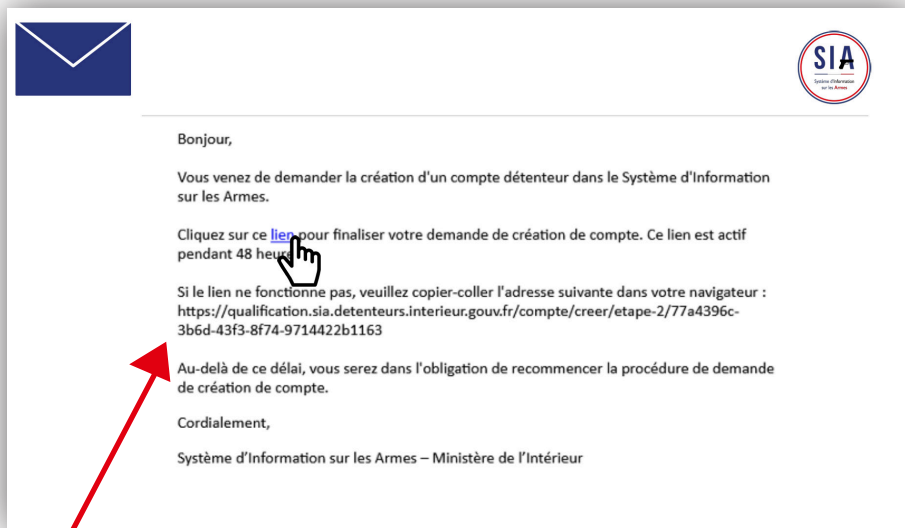 SIA
Système d'Information
sur les Armes
Bonjour,
Vous venez de demander la création d'un compte détenteur dans le Système d'Information
sur les Armes.
Cliquez sur ce lien pour finaliser votre demande de création de compte. Ce lien est actif
pendant 48 heure
Si le lien ne fonctionne pas, veuillez copier-coller l'adresse suivante dans votre navigateur :
https://qualification.sia.detenteurs.interieur.gouv.fr/compte/creer/etape-2/77a4396c-
3b6d-43f3-8f74-9714422b1163
Au-delà de ce délai, vous serez dans l'obligation de recommencer la procédure de demande
de création de compte.
Cordialement,
Système d’Information sur les Armes – Ministère de l’Intérieur